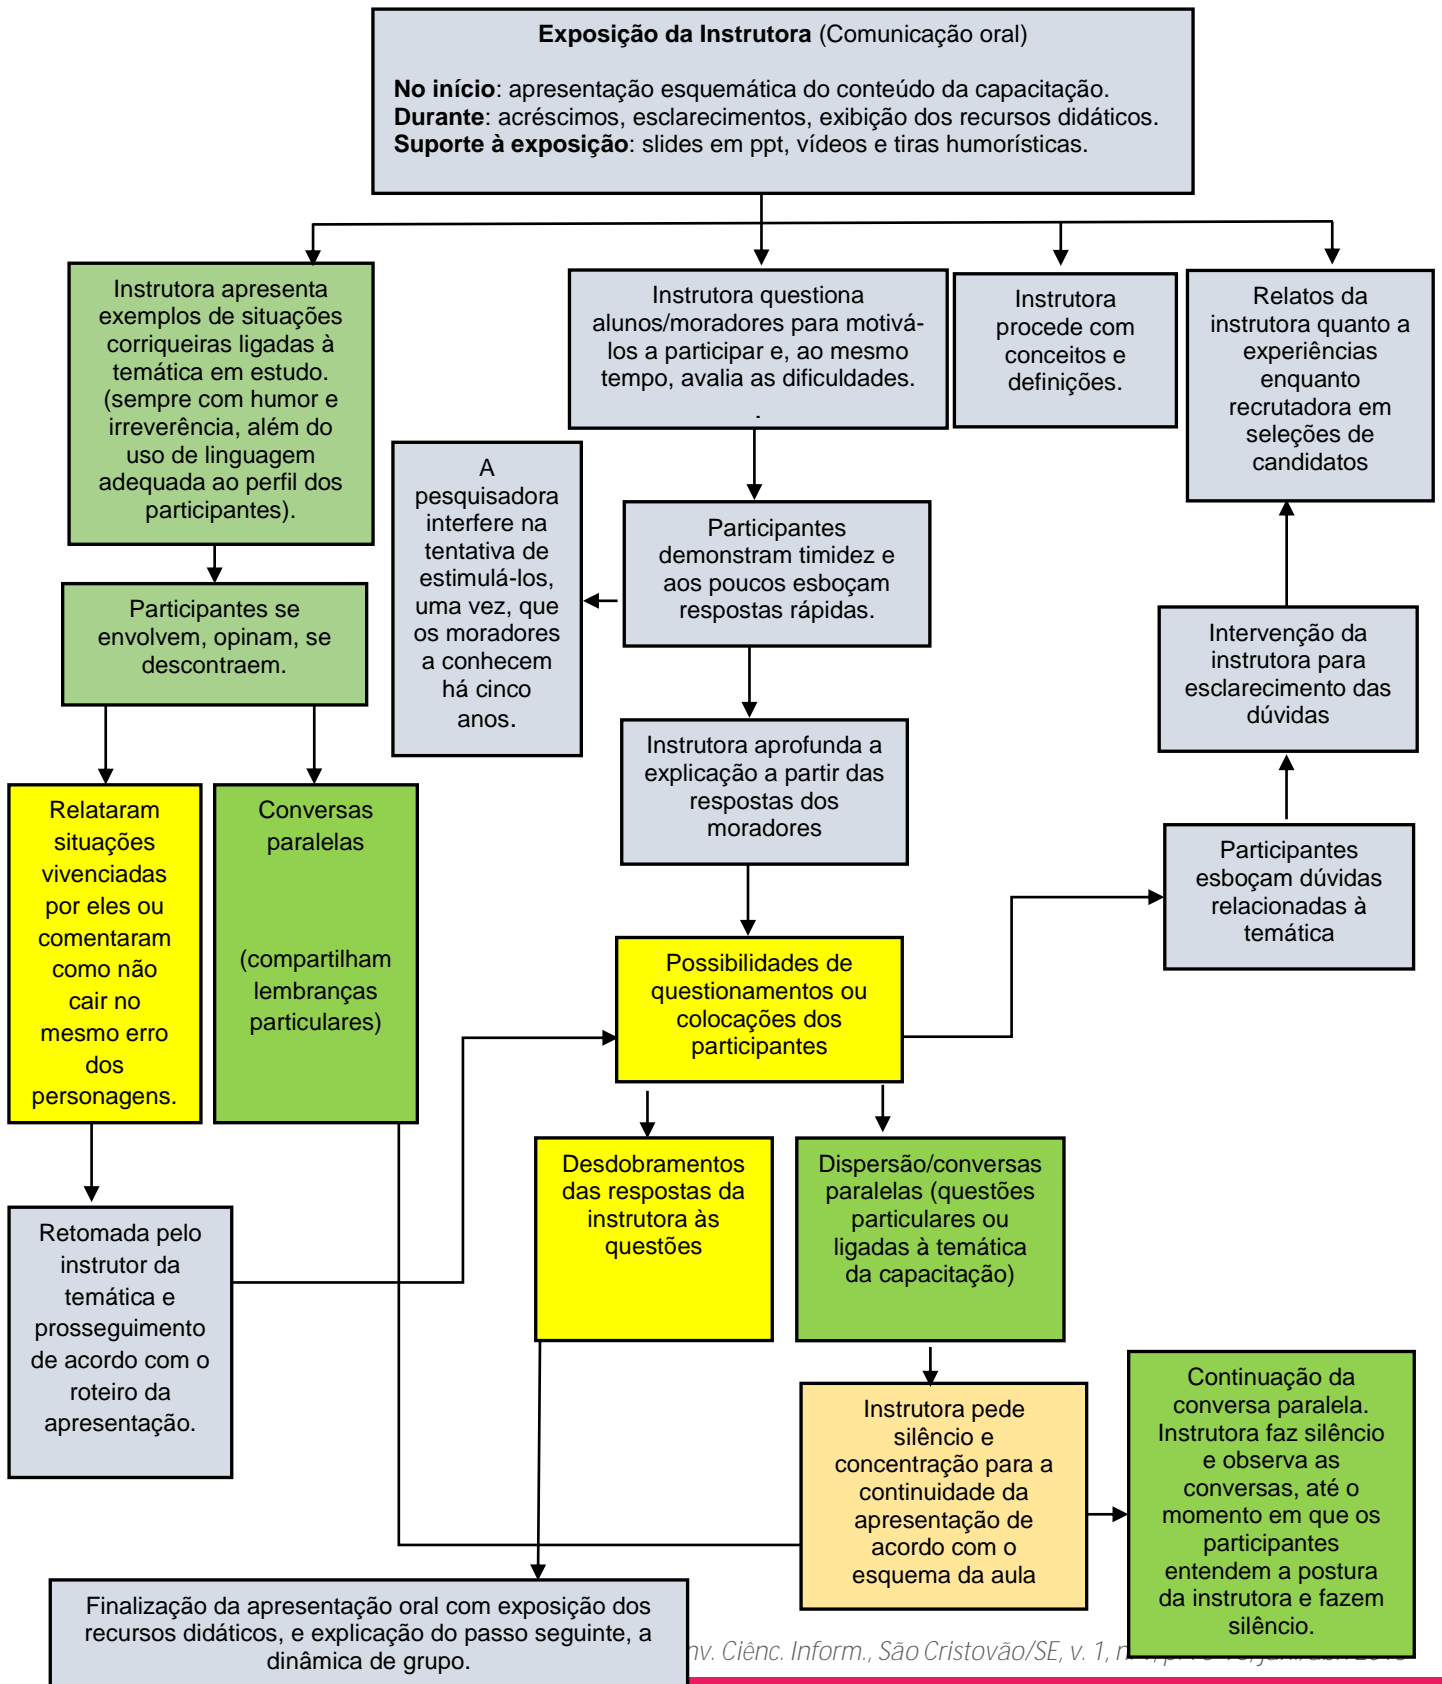 Exposição da Instrutora (Comunicação oral)
No início: apresentação esquemática do conteúdo da capacitação.
Durante: acréscimos, esclarecimentos, exibição dos recursos didáticos.
Suporte à exposição: slides em ppt, vídeos e tiras humorísticas.
Instrutora apresenta
exemplos de situações
corriqueiras ligadas à
temática em estudo.
(sempre com humor e
irreverência, além do
uso de linguagem
adequada ao perfil dos
participantes).
Instrutora questiona
alunos/moradores para motivá-
los a participar e, ao mesmo
tempo, avalia as dificuldades.
.
Instrutora
procede com
conceitos e
definições.
Relatos da
instrutora quanto a
experiências
enquanto
recrutadora em
seleções de
candidatos
A
pesquisadora
interfere na
tentativa de
estimulá-los,
uma vez, que
os moradores
a conhecem
há cinco
anos.
Participantes
demonstram timidez e
aos poucos esboçam
respostas rápidas.
Participantes se
envolvem, opinam, se
descontraem.
Intervenção da
instrutora para
esclarecimento das
dúvidas
Instrutora aprofunda a
explicação a partir das
respostas dos
moradores
Relataram
situações
vivenciadas
por eles ou
comentaram
como não
cair no
mesmo erro
dos
personagens.
Conversas
paralelas
(compartilham
lembranças
particulares)
Participantes
esboçam dúvidas
relacionadas à
temática
Possibilidades de
questionamentos ou
colocações dos
participantes
Desdobramentos
das respostas da
instrutora às
questões
Dispersão/conversas
paralelas (questões
particulares ou
ligadas à temática
da capacitação)
Retomada pelo
instrutor da
temática e
prosseguimento
de acordo com o
roteiro da
apresentação.
Instrutora pede
silêncio e
concentração para a
continuidade da
apresentação de
acordo com o
esquema da aula
Continuação da
conversa paralela.
Instrutora faz silêncio
e observa as
conversas, até o
momento em que os
participantes
entendem a postura
da instrutora e fazem
silêncio.
Finalização da apresentação oral com exposição dos
recursos didáticos, e explicação do passo seguinte, a
dinâmica de grupo.
Ciênc. Inform., São Cristovão/SE, v. 1,